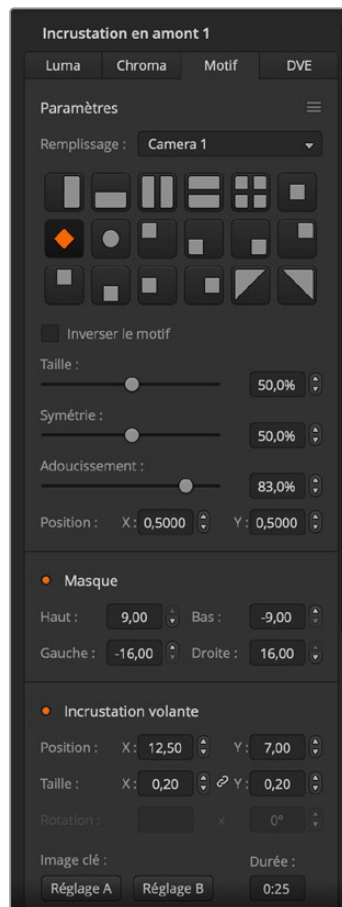 Incrustation en amont 1
Luma Chroma Motif DVE
Paramètres
Remplissage : Camera 1
Inverser le motif
Taille :
50,0%
Symétrie :
50,0%
Adoucissement :
83,0%
Position : X: 0,5000 Y: 0,5000
Masque
Haut : 9,00 Bas : -9,00
Gauche : -16,00 Droite : 16,00
Incrustation volante
Position : X: 12,50 Y: 7,00
Taille : X: 0,20 Y: 0,20
Rotation : x 0°
Image clé : Durée :
Réglage A Réglage B 0:25